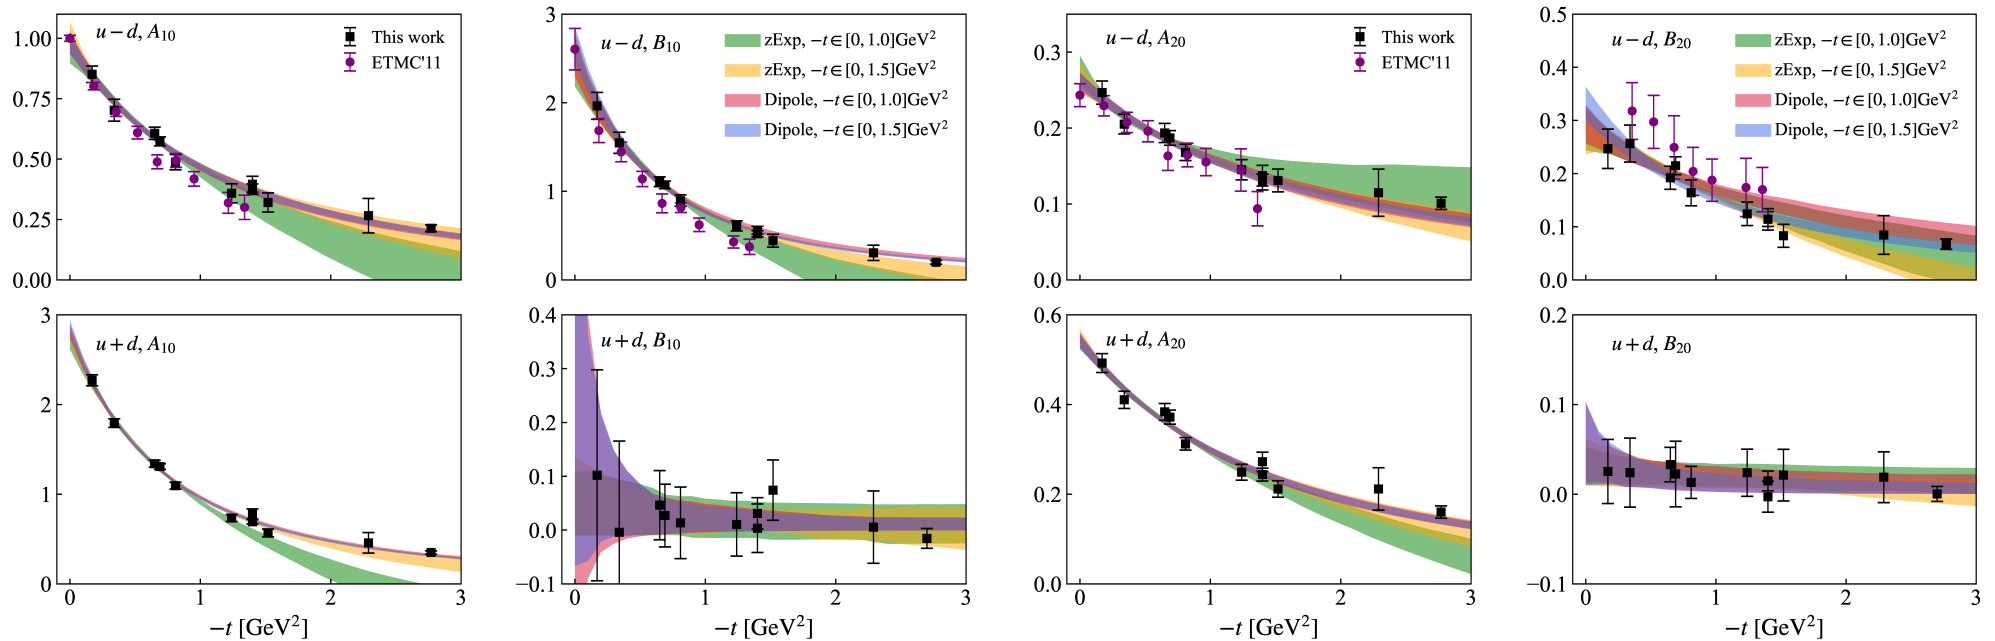 u − d, A₁₀
This work
ETMC'11
1.00
0.75
0.50
0.25
0.00
u − d, B₁₀
zExp, −t ∈ [0, 1.0]GeV²
zExp, −t ∈ [0, 1.5]GeV²
Dipole, −t ∈ [0, 1.0]GeV²
Dipole, −t ∈ [0, 1.5]GeV²
3
2
1
0
u − d, A₂₀
This work
ETMC'11
0.3
0.2
0.1
0.0
u − d, B₂₀
zExp, −t ∈ [0, 1.0]GeV²
zExp, −t ∈ [0, 1.5]GeV²
Dipole, −t ∈ [0, 1.0]GeV²
Dipole, −t ∈ [0, 1.5]GeV²
0.5
0.4
0.3
0.2
0.1
0.0
u + d, A₁₀
3
2
1
0
0 1 2 3
−t [GeV²]
u + d, B₁₀
0.4
0.3
0.2
0.1
0.0
−0.1
0 1 2 3
−t [GeV²]
u + d, A₂₀
0.6
0.4
0.2
0.0
0 1 2 3
−t [GeV²]
u + d, B₂₀
0.2
0.1
0.0
−0.1
0 1 2 3
−t [GeV²]